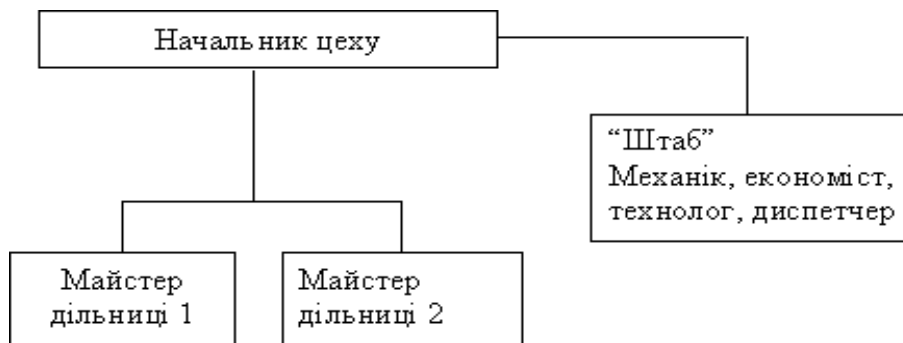 Начальник цеху
“Штаб”
Механік, економіст,
технолог, диспетчер
Майстер
дільниці 1
Майстер
дільниці 2